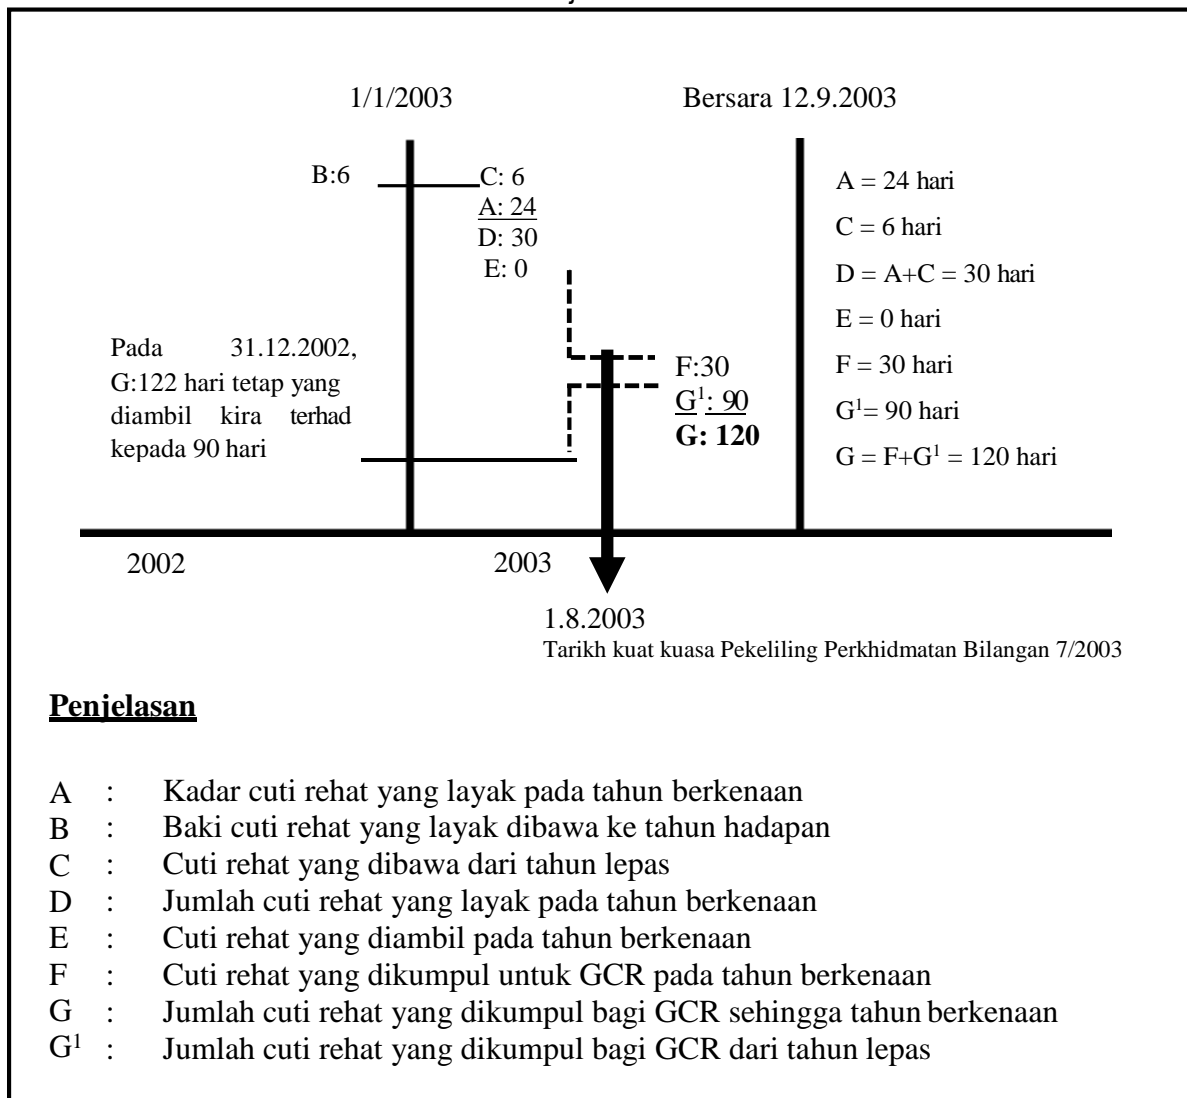 1/1/2003
Bersara 12.9.2003
B:6
C: 6
A: 24
D: 30
E: 0
A = 24 hari
C = 6 hari
D = A+C = 30 hari
E = 0 hari
F = 30 hari
G¹= 90 hari
G = F+G¹ = 120 hari
Pada 31.12.2002,
G:122 hari tetap yang
diambil kira terhad
kepada 90 hari
F:30
G¹: 90
G: 120
2002
2003
1.8.2003
Tarikh kuat kuasa Pekeliling Perkhidmatan Bilangan 7/2003
Penjelasan
A : Kadar cuti rehat yang layak pada tahun berkenaan
B : Baki cuti rehat yang layak dibawa ke tahun hadapan
C : Cuti rehat yang dibawa dari tahun lepas
D : Jumlah cuti rehat yang layak pada tahun berkenaan
E : Cuti rehat yang diambil pada tahun berkenaan
F : Cuti rehat yang dikumpul untuk GCR pada tahun berkenaan
G : Jumlah cuti rehat yang dikumpul bagi GCR sehingga tahun berkenaan
G¹ : Jumlah cuti rehat yang dikumpul bagi GCR dari tahun lepas